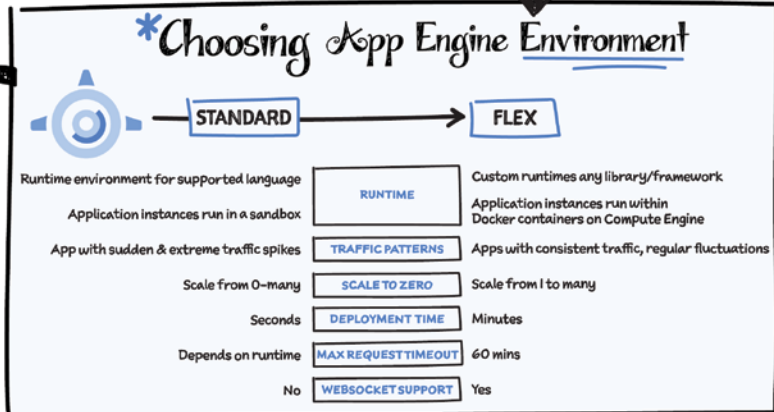 *Choosing App Engine Environment
STANDARD
FLEX
Runtime environment for supported language
RUNTIME
Custom runtimes any library/framework
Application instances run in a sandbox
Application instances run within
Docker containers on Compute Engine
App with sudden & extreme traffic spikes
TRAFFIC PATTERNS
Apps with consistent traffic, regular fluctuations
Scale from 0-many
SCALE TO ZERO
Scale from 1 to many
Seconds
DEPLOYMENT TIME
Minutes
Depends on runtime
MAX REQUEST TIMEOUT
60 mins
No
WEBSOCKET SUPPORT
Yes